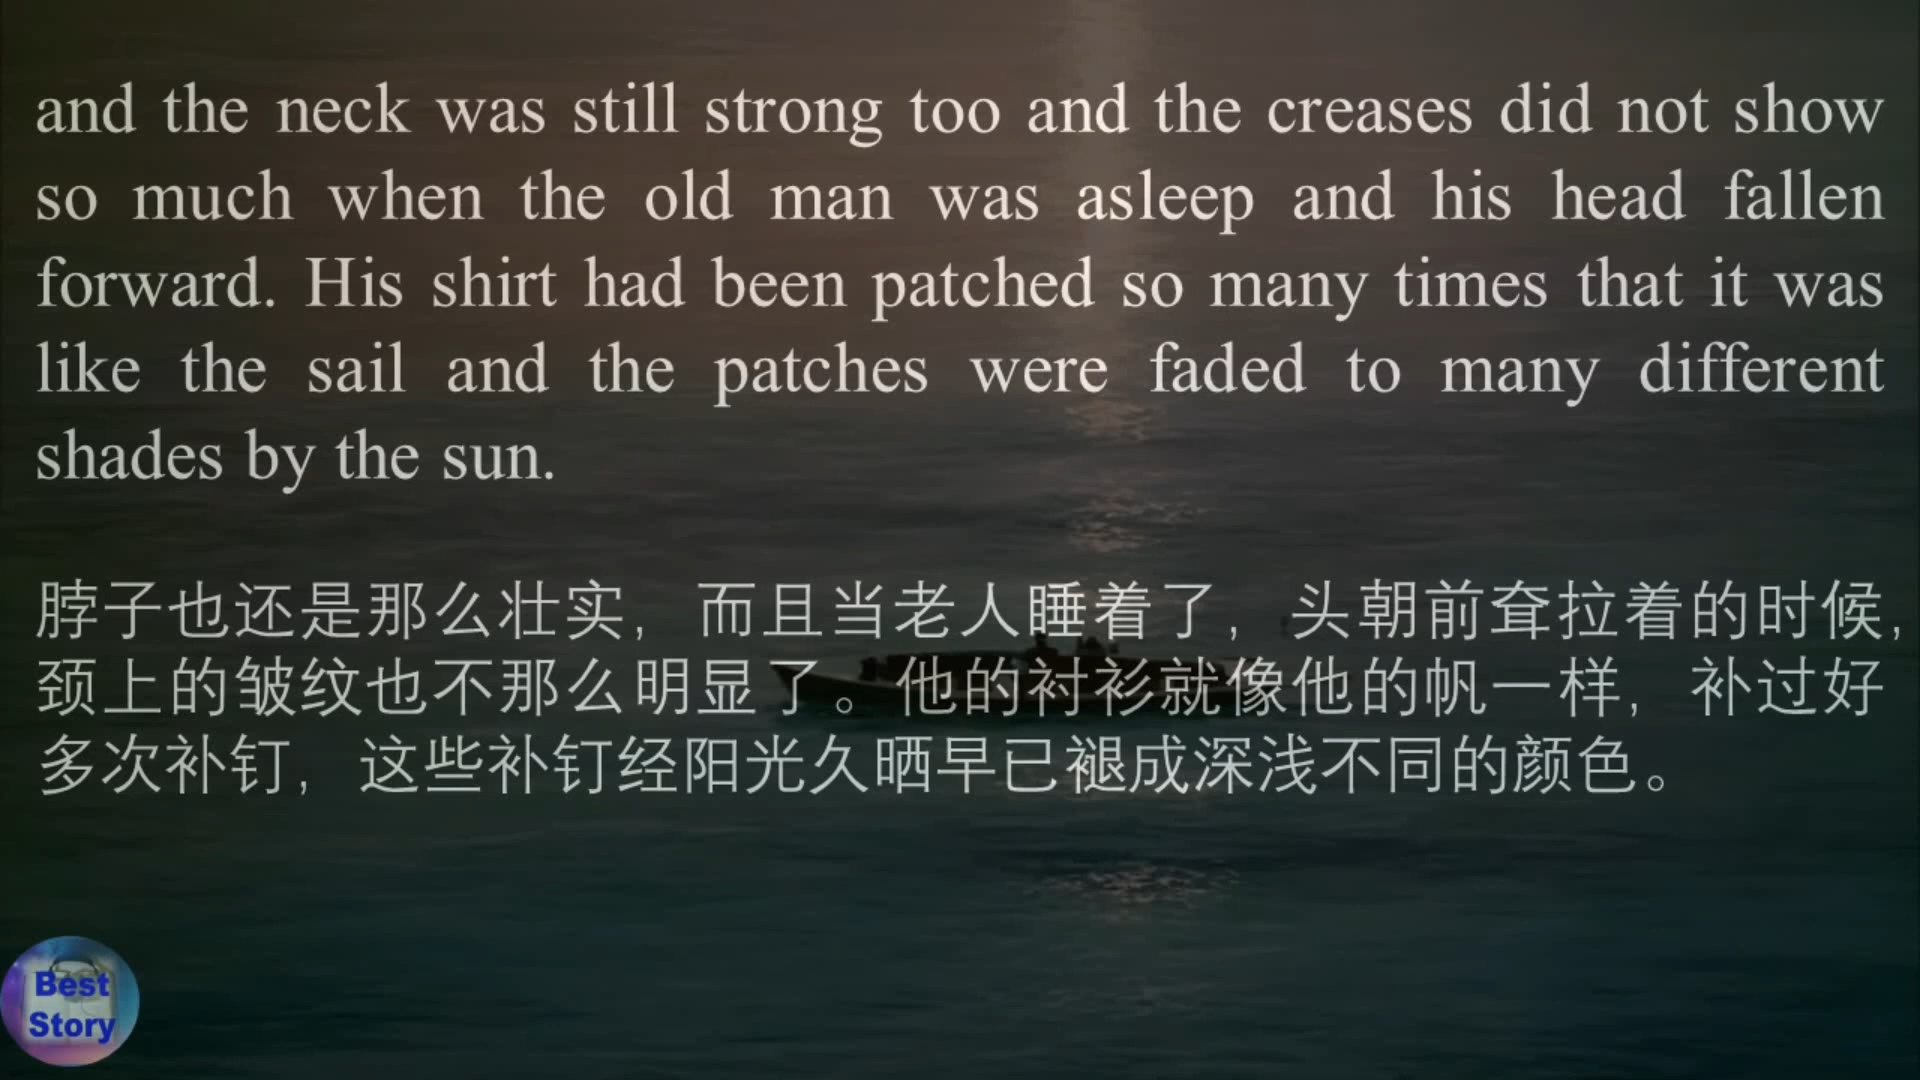 and the neck was still strong too and the creases did not show
so much when the old man was asleep and his head fallen
forward. His shirt had been patched so many times that it was
like the sail and the patches were faded to many different
shades by the sun.
脖子也还是那么壮实，而且当老人睡着了，头朝前耷拉着的时候，
颈上的皱纹也不那么明显了。他的衬衫就像他的帆一样，补过好
多次补钉，这些补钉经阳光久晒早已褪成深浅不同的颜色。
Best
Story